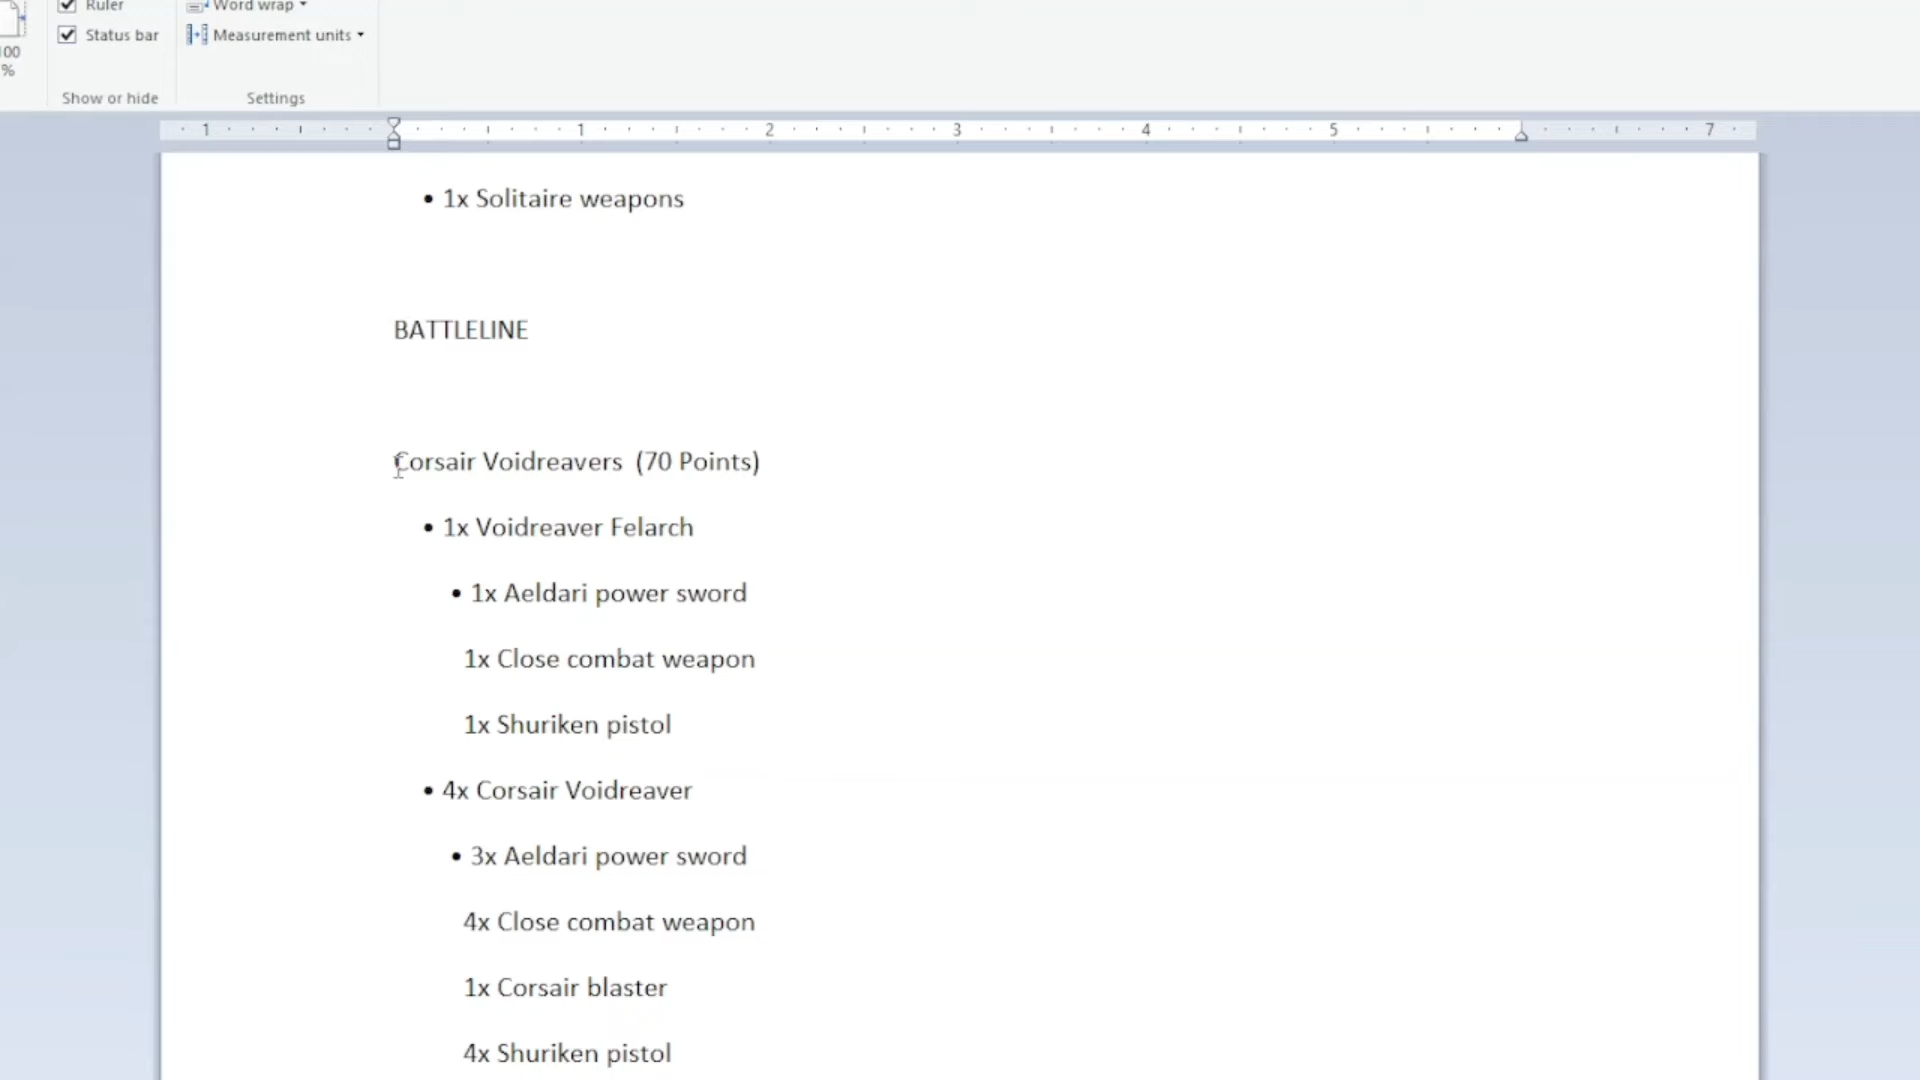 Ruler
Word wrap
Status bar
Measurement units
100
%
Show or hide
Settings
1 1 2 3 4 5 7
• 1x Solitaire weapons
BATTLELINE
Corsair Voidreavers (70 Points)
• 1x Voidreaver Felarch
• 1x Aeldari power sword
1x Close combat weapon
1x Shuriken pistol
• 4x Corsair Voidreaver
• 3x Aeldari power sword
4x Close combat weapon
1x Corsair blaster
4x Shuriken pistol